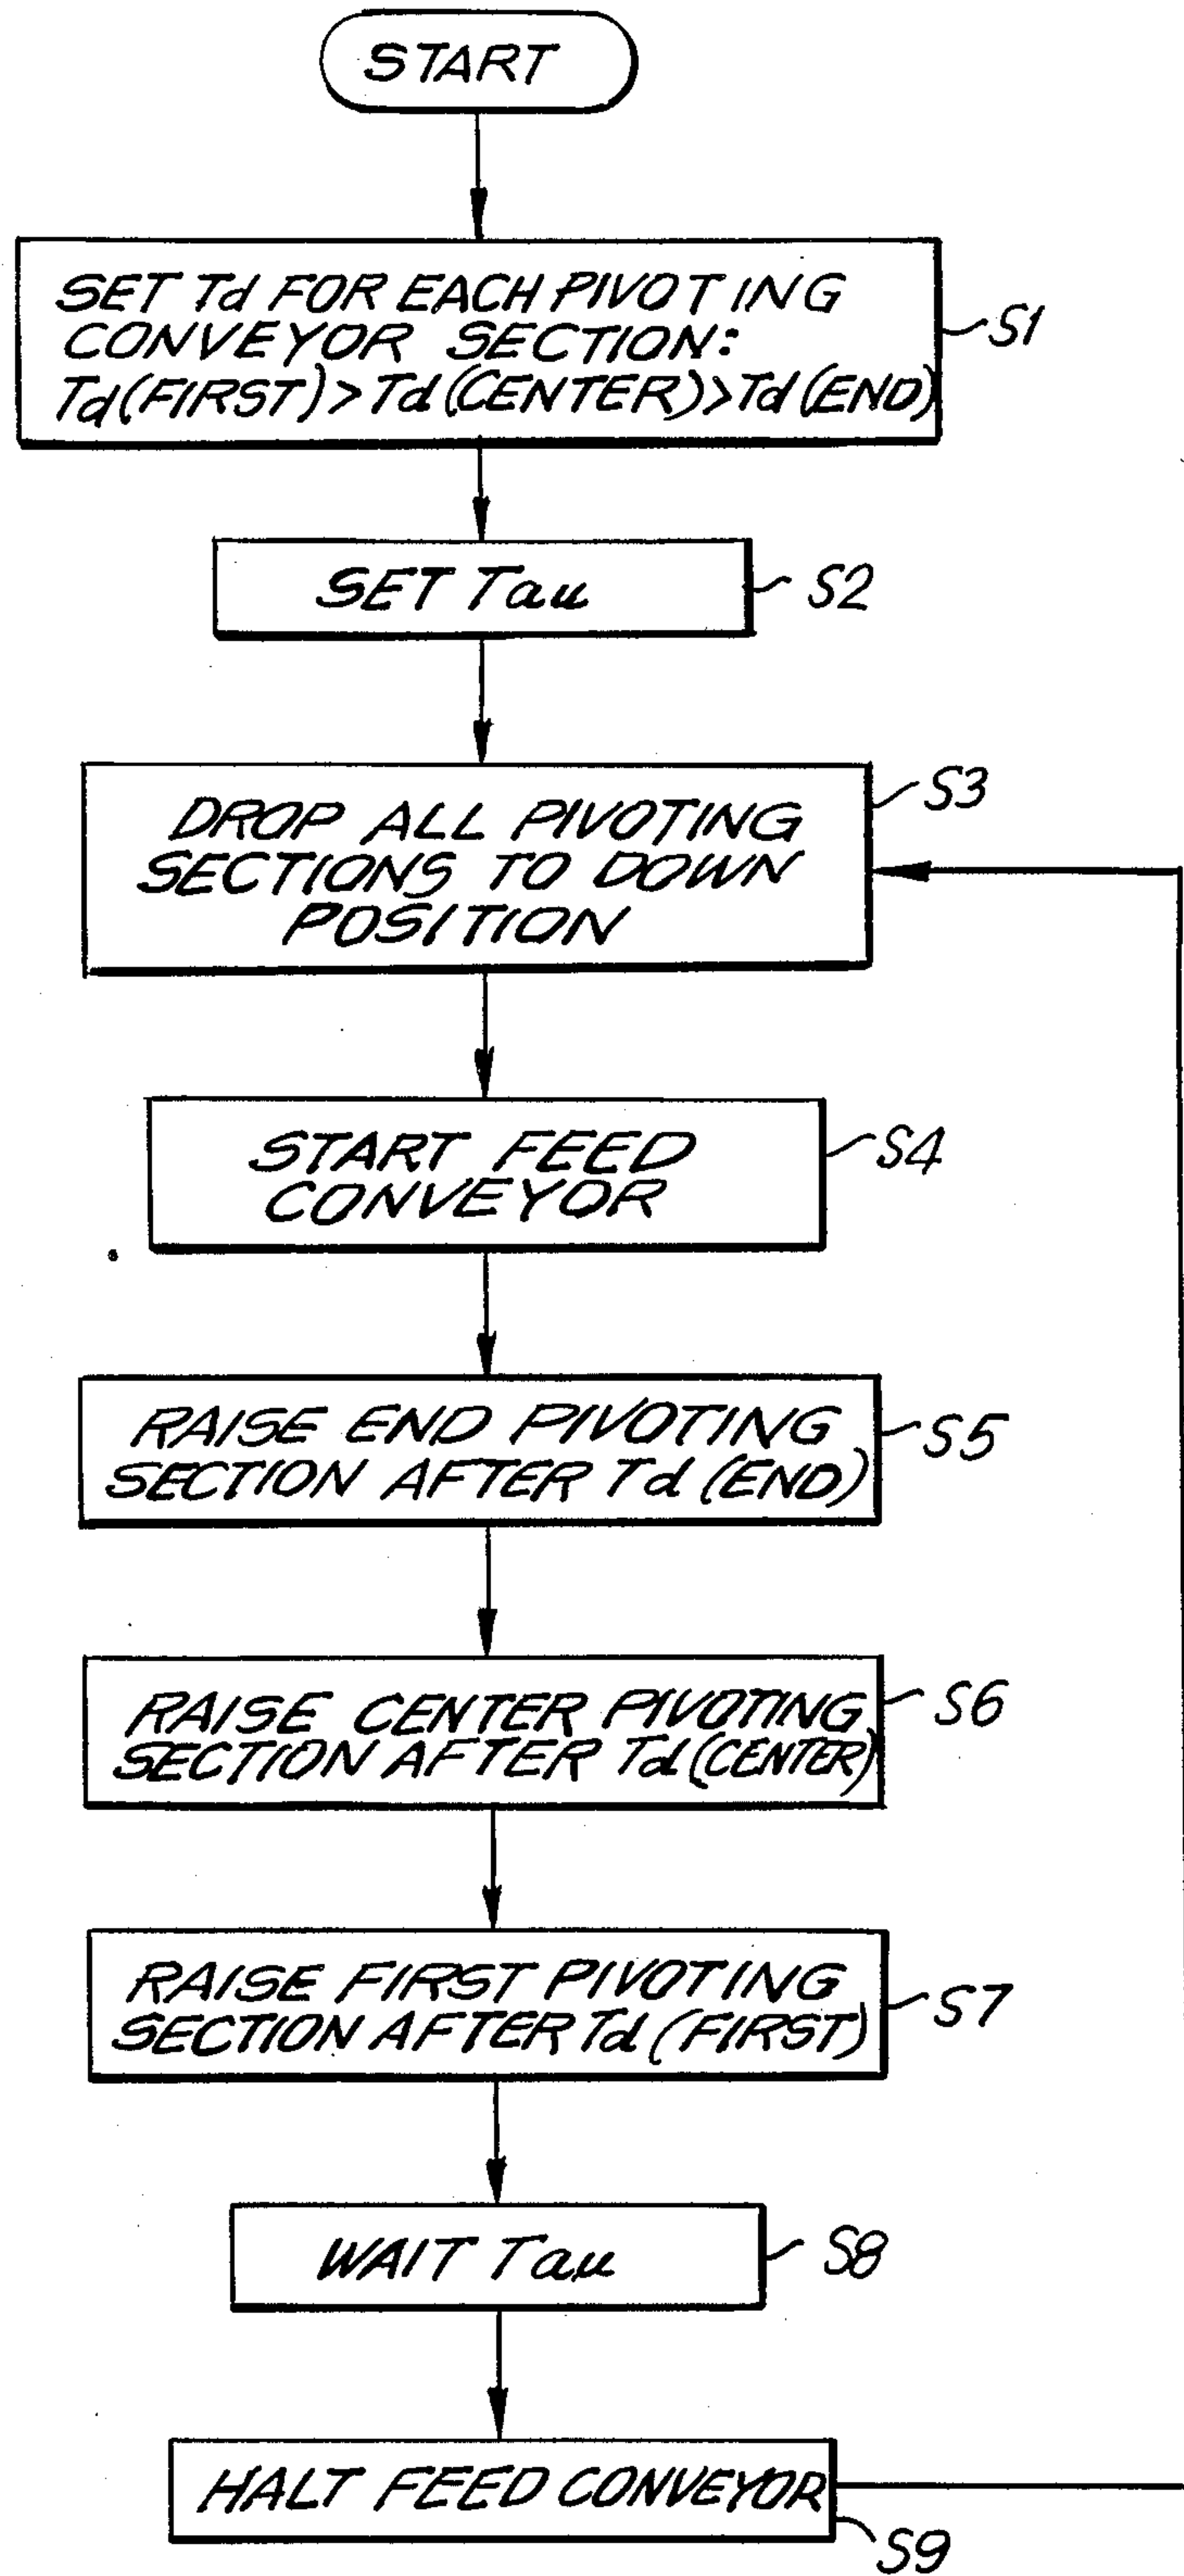 START
SET Td FOR EACH PIVOTING
CONVEYOR SECTION:
Td(FIRST)>Td(CENTER)>Td(END)
S1
SET Tau
S2
DROP ALL PIVOTING
SECTIONS TO DOWN
POSITION
S3
START FEED
CONVEYOR
S4
RAISE END PIVOTING
SECTION AFTER Td(END)
S5
RAISE CENTER PIVOTING
SECTION AFTER Td(CENTER)
S6
RAISE FIRST PIVOTING
SECTION AFTER Td(FIRST)
S7
WAIT Tau
S8
HALT FEED CONVEYOR
S9